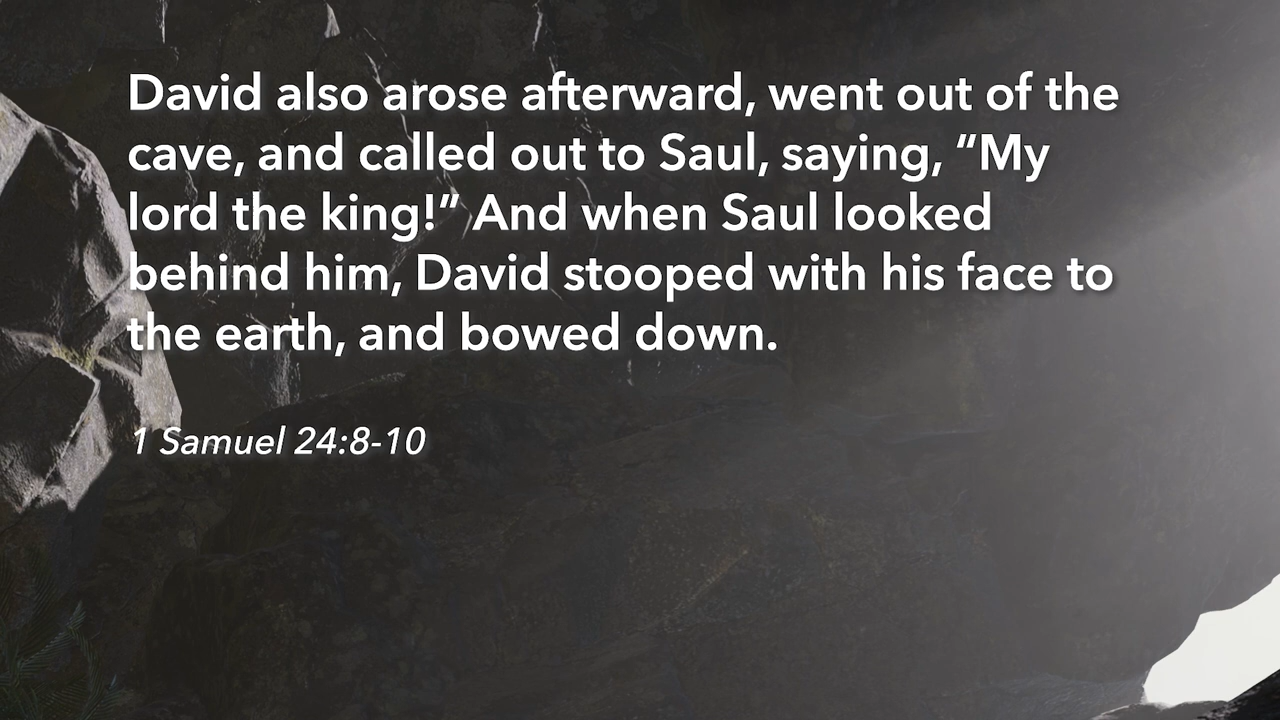 David also arose afterward, went out of the
cave, and called out to Saul, saying, “My
lord the king!” And when Saul looked
behind him, David stooped with his face to
the earth, and bowed down.
1 Samuel 24:8-10